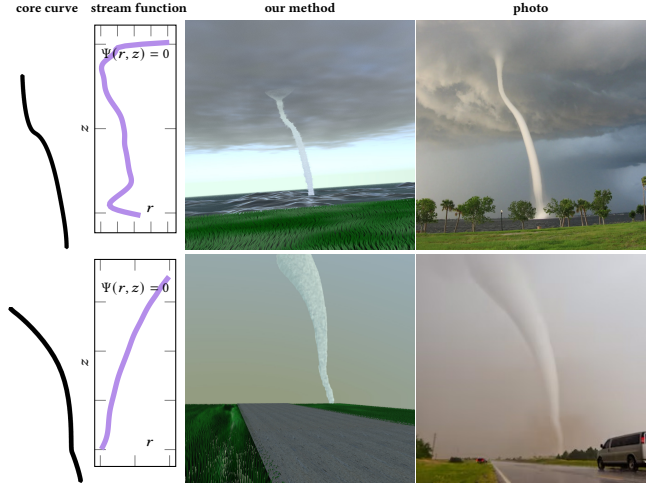 core curve stream function our method photo
Ψ(r, z) = 0
z
r
Ψ(r, z) = 0
z
r